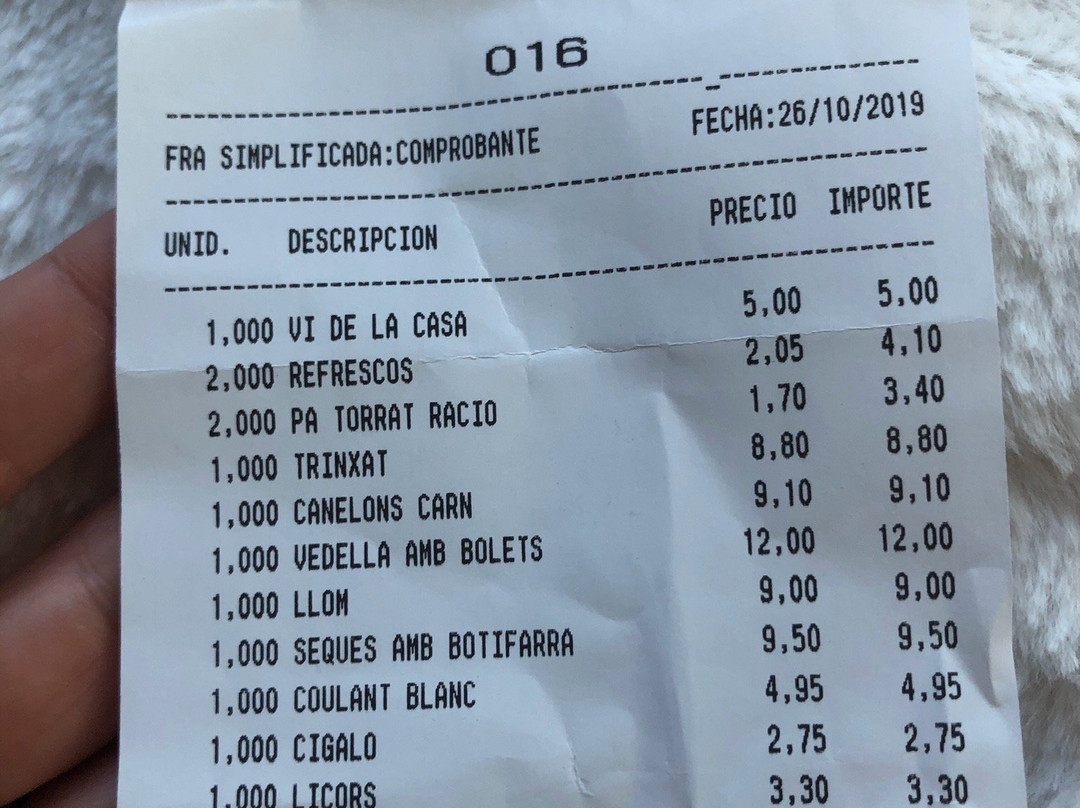 016
FRA SIMPLIFICADA:COMPROBANTE FECHA:26/10/2019
UNID. DESCRIPCION PRECIO IMPORTE
1,000 VI DE LA CASA 5,00 5,00
2,000 REFRESCOS 2,05 4,10
2,000 PA TORRAT RACIO 1,70 3,40
1,000 TRINXAT 8,80 8,80
1,000 CANELONS CARN 9,10 9,10
1,000 VEDELLA AMB BOLETS 12,00 12,00
1,000 LLOM 9,00 9,00
1,000 SEQUES AMB BOTIFARRA 9,50 9,50
1,000 COULANT BLANC 4,95 4,95
1,000 CIGALO 2,75 2,75
1,000 LICORS 3,30 3,30